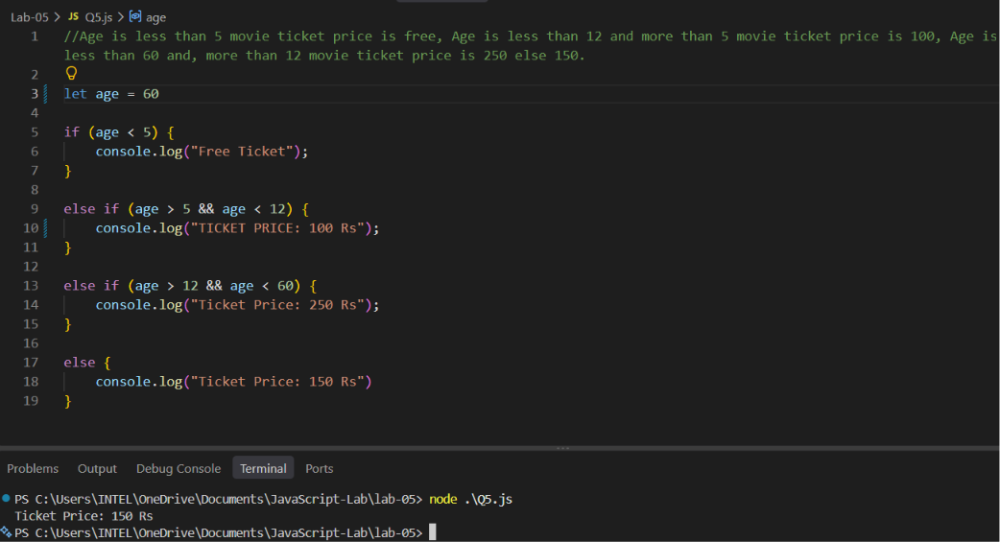 Lab-05 > JS Q5.js > age
1 //Age is less than 5 movie ticket price is free, Age is less than 12 and more than 5 movie ticket price is 100, Age is
less than 60 and, more than 12 movie ticket price is 250 else 150.
2
3 let age = 60
4
5 if (age < 5) {
6 console.log("Free Ticket");
7 }
8
9 else if (age > 5 && age < 12) {
10 console.log("TICKET PRICE: 100 Rs");
11 }
12
13 else if (age > 12 && age < 60) {
14 console.log("Ticket Price: 250 Rs");
15 }
16
17 else {
18 console.log("Ticket Price: 150 Rs")
19 }
Problems Output Debug Console Terminal Ports
PS C:\Users\INTEL\OneDrive\Documents\JavaScript-Lab\lab-05> node .\Q5.js
Ticket Price: 150 Rs
PS C:\Users\INTEL\OneDrive\Documents\JavaScript-Lab\lab-05>